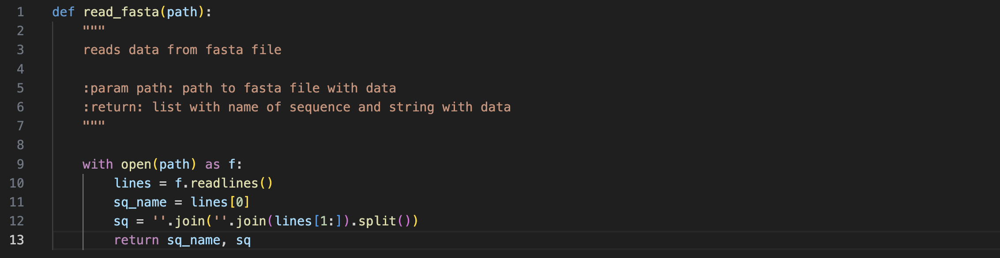 1 def read_fasta(path):
2 """
3 reads data from fasta file
4
5 :param path: path to fasta file with data
6 :return: list with name of sequence and string with data
7 """
8
9 with open(path) as f:
10 lines = f.readlines()
11 sq_name = lines[0]
12 sq = ''.join(''.join(lines[1:]).split())
13 return sq_name, sq